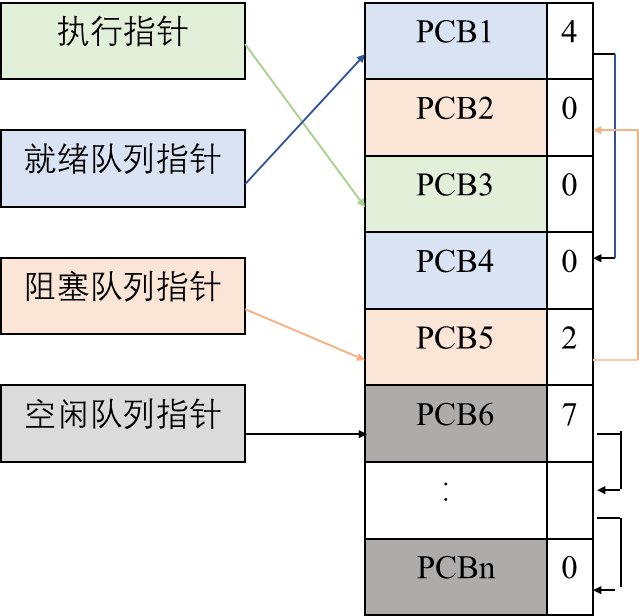 执行指针
就绪队列指针
阻塞队列指针
空闲队列指针
PCB1 4
PCB2 0
PCB3 0
PCB4 0
PCB5 2
PCB6 7
:
PCBn 0